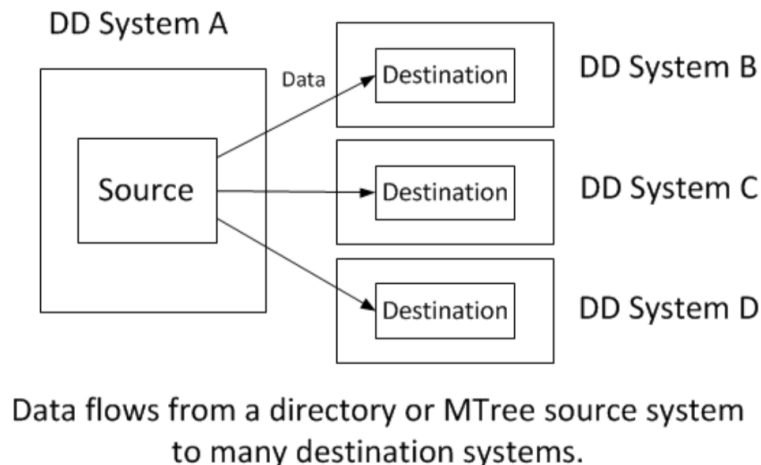 DD System A
Data
Destination
DD System B
Source
Destination
DD System C
Destination
DD System D
Data flows from a directory or MTree source system
to many destination systems.